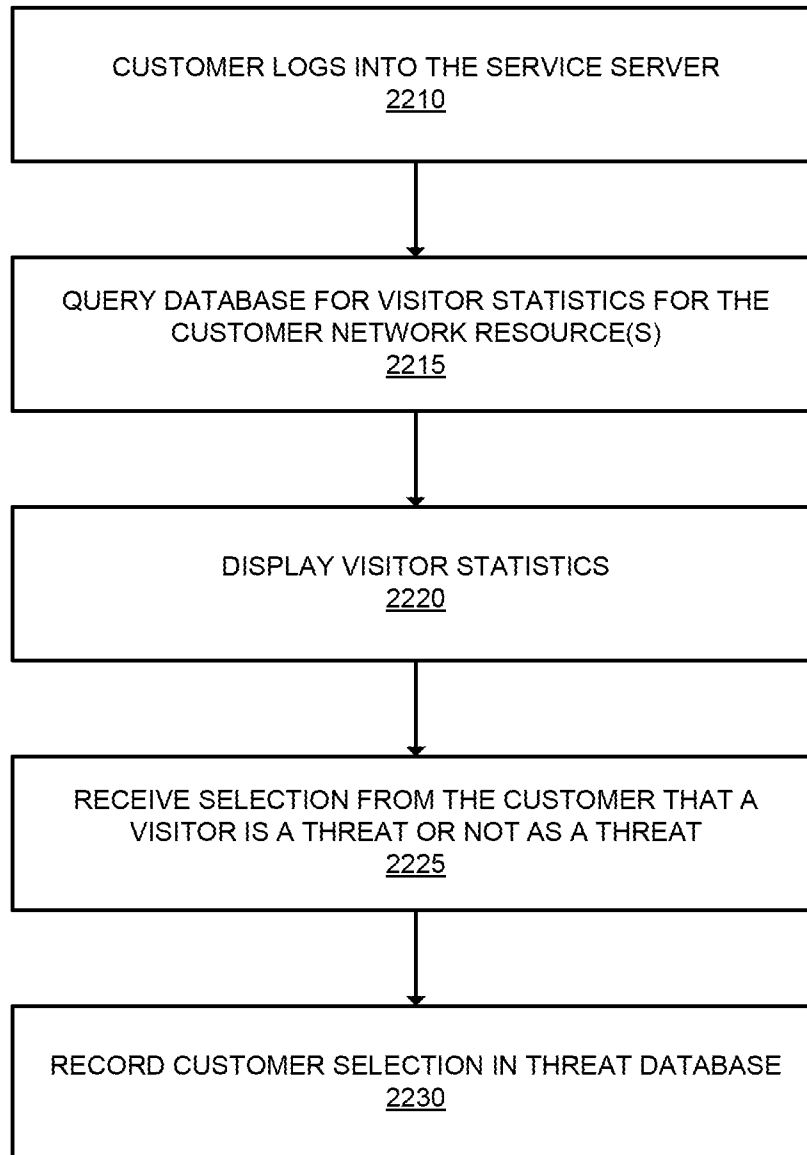 CUSTOMER LOGS INTO THE SERVICE SERVER
2210
QUERY DATABASE FOR VISITOR STATISTICS FOR THE
CUSTOMER NETWORK RESOURCE(S)
2215
DISPLAY VISITOR STATISTICS
2220
RECEIVE SELECTION FROM THE CUSTOMER THAT A
VISITOR IS A THREAT OR NOT AS A THREAT
2225
RECORD CUSTOMER SELECTION IN THREAT DATABASE
2230